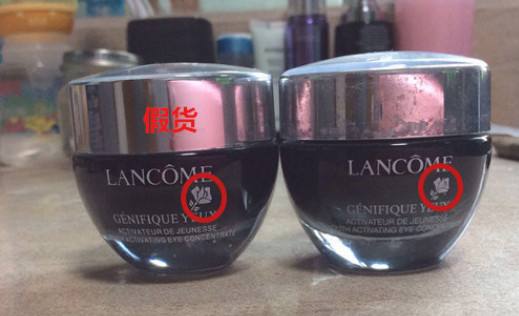 假货
LANCÔME
GÉNIFIQUE YEUX
ACTIVATEUR DE JEUNESSE
ACTIVATING EYE CONCENTRATE
LANCÔME
GÉNIFIQUE YEUX
ACTIVATEUR DE JEUNESSE
ACTIVATING EYE